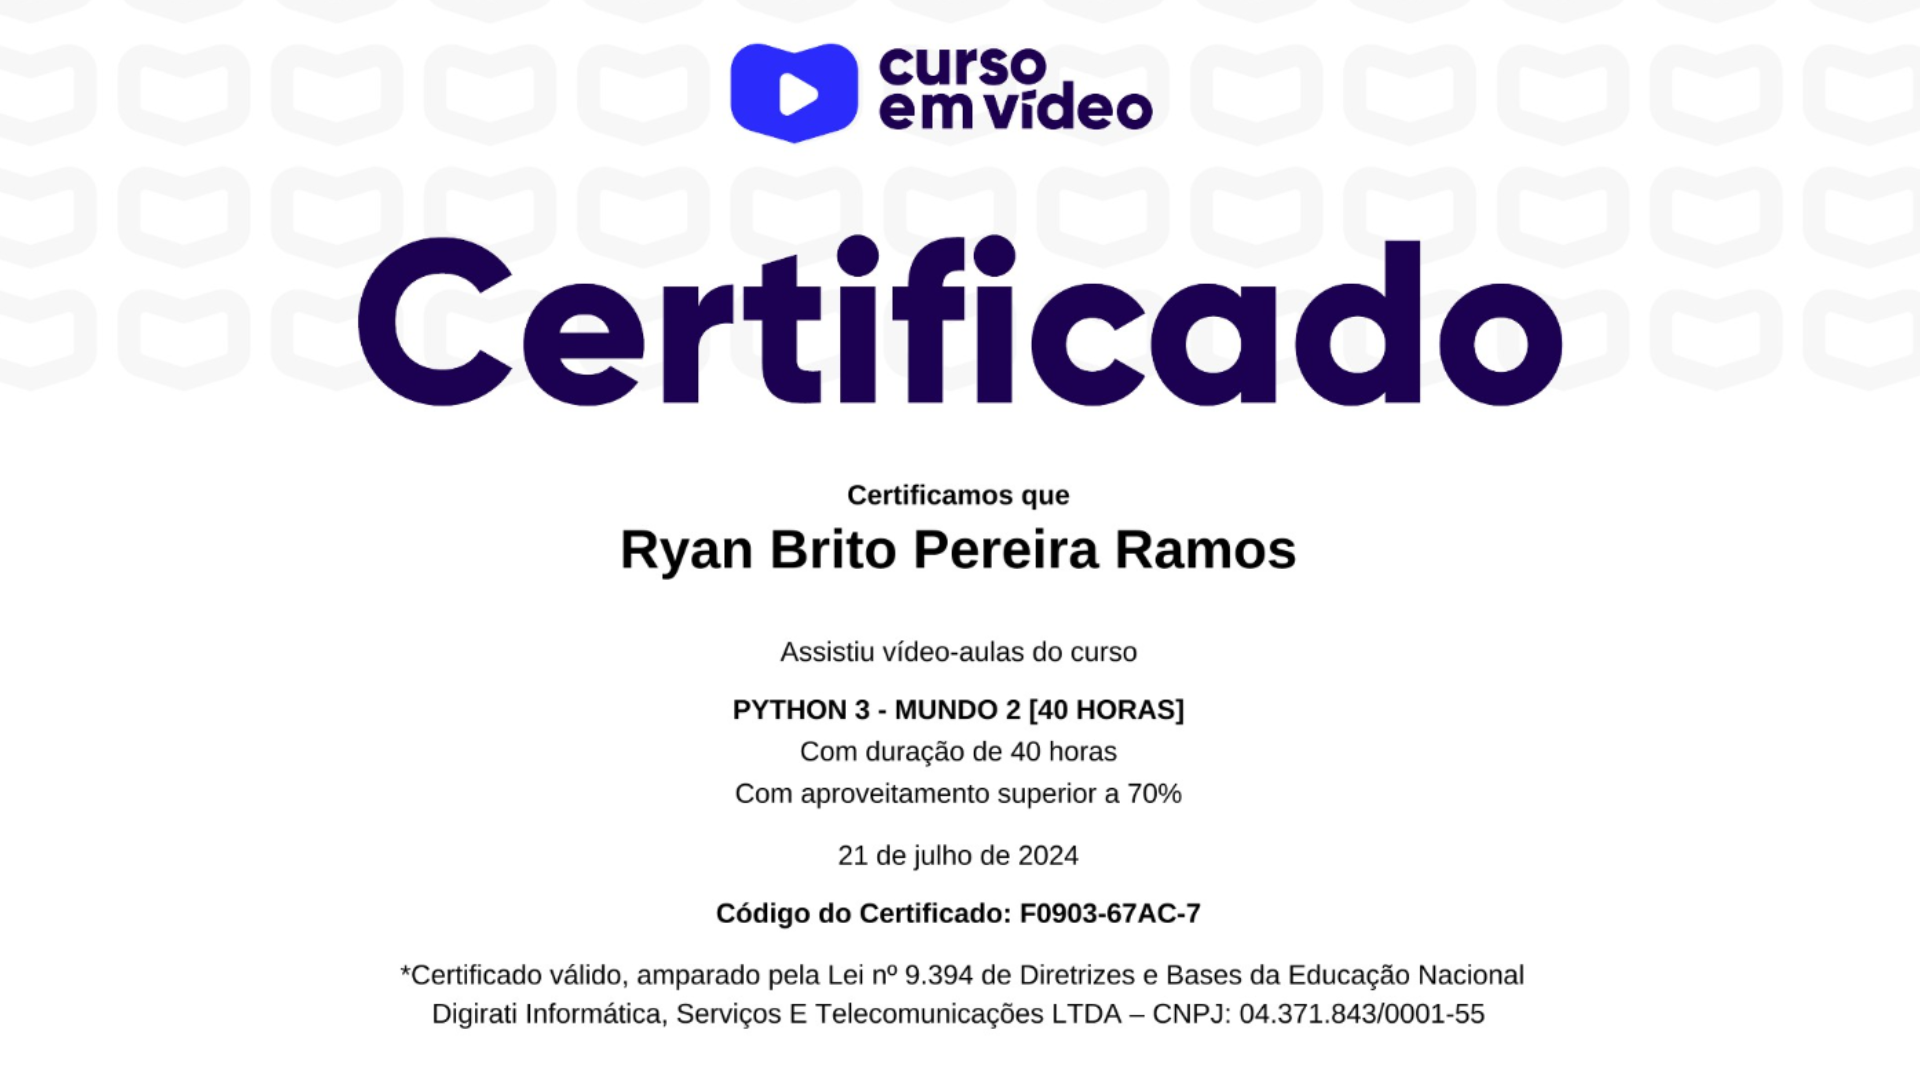 curso
em vídeo
Certificado
Certificamos que
Ryan Brito Pereira Ramos
Assistiu vídeo-aulas do curso
PYTHON 3 - MUNDO 2 [40 HORAS]
Com duração de 40 horas
Com aproveitamento superior a 70%
21 de julho de 2024
Código do Certificado: F0903-67AC-7
*Certificado válido, amparado pela Lei nº 9.394 de Diretrizes e Bases da Educação Nacional
Digirati Informática, Serviços E Telecomunicações LTDA – CNPJ: 04.371.843/0001-55